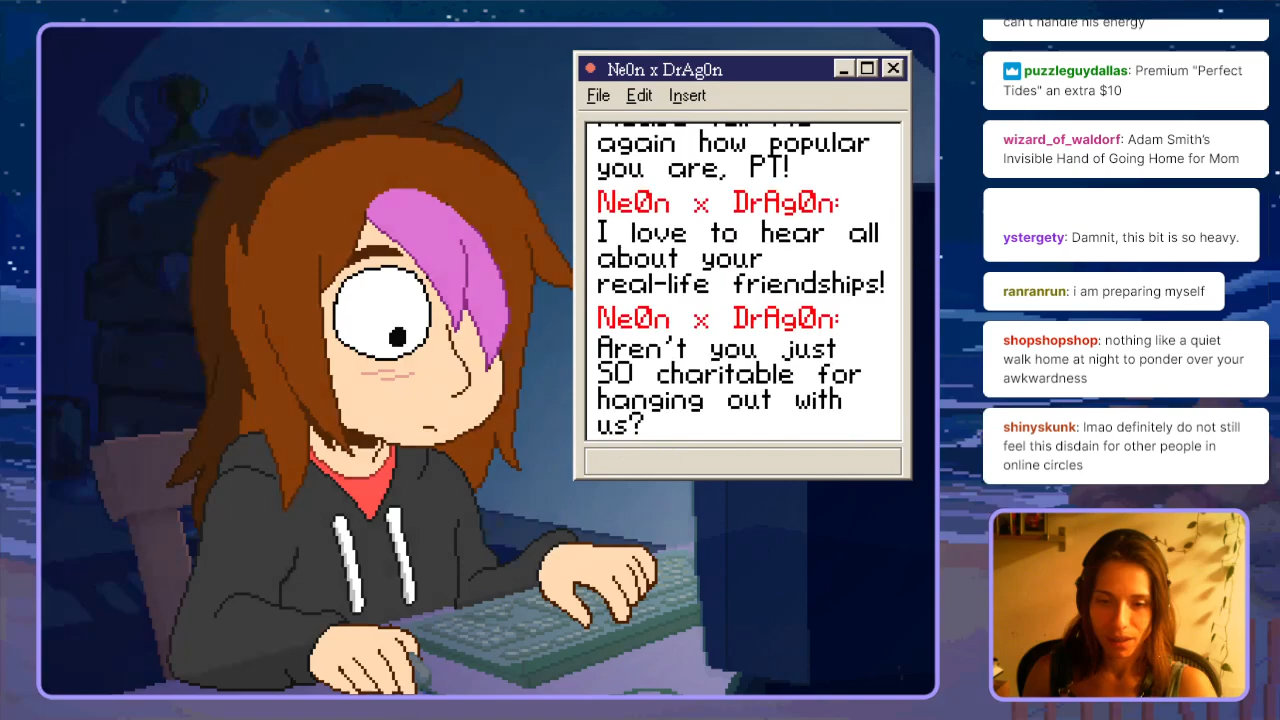 Ne0n x DrAg0n
File Edit Insert
again how popular
you are, PT!
Ne0n x DrAg0n:
I love to hear all
about your
real-life friendships!
Ne0n x DrAg0n:
Aren't you just
SO charitable for
hanging out with
us?
can't handle his energy
puzzleguydallas: Premium "Perfect
Tides" an extra $10
wizard_of_waldorf: Adam Smith's
Invisible Hand of Going Home for Mom
ystergety: Damnit, this bit is so heavy.
ranranrun: i am preparing myself
shopshopshop: nothing like a quiet
walk home at night to ponder over your
awkwardness
shinyskunk: lmao definitely do not still
feel this disdain for other people in
online circles